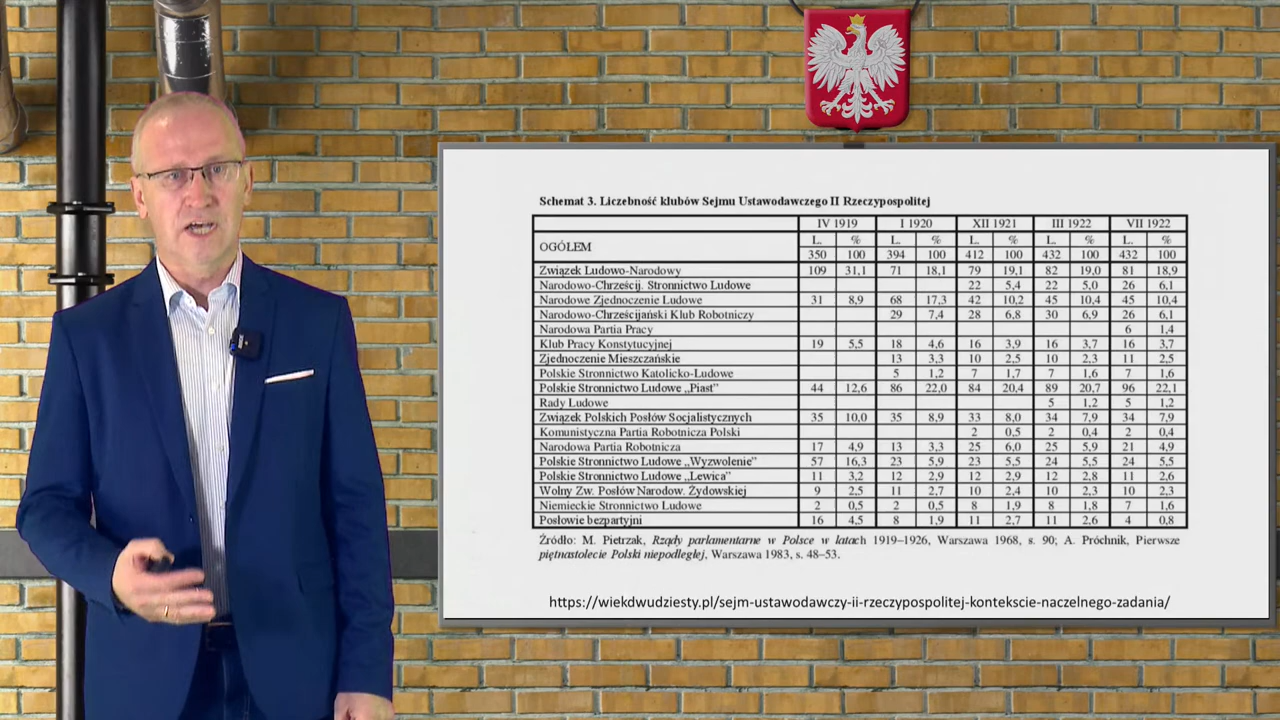 Schemat 3. Liczebność klubów Sejmu Ustawodawczego II Rzeczypospolitej
IV 1919 I 1920 XII 1921 III 1922 VII 1922
OGÓŁEM L. % L. % L. % L. % L. %
350 100 394 100 412 100 432 100 432 100
Związek Ludowo-Narodowy 109 31,1 71 18,1 79 19,1 82 19,0 81 18,9
Narodowo-Chrześcij. Stronnictwo Ludowe 22 5,4 22 5,0 26 6,1
Narodowe Zjednoczenie Ludowe 31 8,9 68 17,3 42 10,2 45 10,4 45 10,4
Narodowo-Chrześcijański Klub Robotniczy 29 7,4 28 6,8 30 6,9 26 6,1
Narodowa Partia Pracy 6 1,4
Klub Pracy Konstytucyjnej 19 5,5 18 4,6 16 3,9 16 3,7 16 3,7
Zjednoczenie Mieszczańskie 13 3,3 10 2,5 10 2,3 11 2,5
Polskie Stronnictwo Katolicko-Ludowe 5 1,2 7 1,7 7 1,6 7 1,6
Polskie Stronnictwo Ludowe „Piast” 44 12,6 86 22,0 84 20,4 89 20,7 96 22,1
Rady Ludowe 5 1,2 5 1,2
Związek Polskich Posłów Socjalistycznych 35 10,0 35 8,9 33 8,0 34 7,9 34 7,9
Komunistyczna Partia Robotnicza Polski 2 0,5 2 0,4 2 0,4
Narodowa Partia Robotnicza 17 4,9 13 3,3 25 6,0 25 5,9 21 4,9
Polskie Stronnictwo Ludowe „Wyzwolenie” 57 16,3 23 5,9 23 5,5 24 5,5 24 5,5
Polskie Stronnictwo Ludowe „Lewica” 11 3,2 12 2,9 12 2,9 12 2,8 11 2,6
Wolny Zw. Posłów Narodow. Żydowskiej 9 2,5 11 2,7 10 2,4 10 2,3 10 2,3
Niemieckie Stronnictwo Ludowe 2 0,5 2 0,5 8 1,9 8 1,8 7 1,6
Posłowie bezpartyjni 16 4,5 8 1,9 11 2,7 11 2,6 4 0,8
Źródło: M. Pietrzak, Rządy parlamentarne w Polsce w latach 1919–1926, Warszawa 1968, s. 90; A. Próchnik, Pierwsze
piętnastolecie Polski niepodległej, Warszawa 1983, s. 48–53.
https://wiekdwudziesty.pl/sejm-ustawodawczy-ii-rzeczypospolitej-kontekscie-naczelnego-zadania/